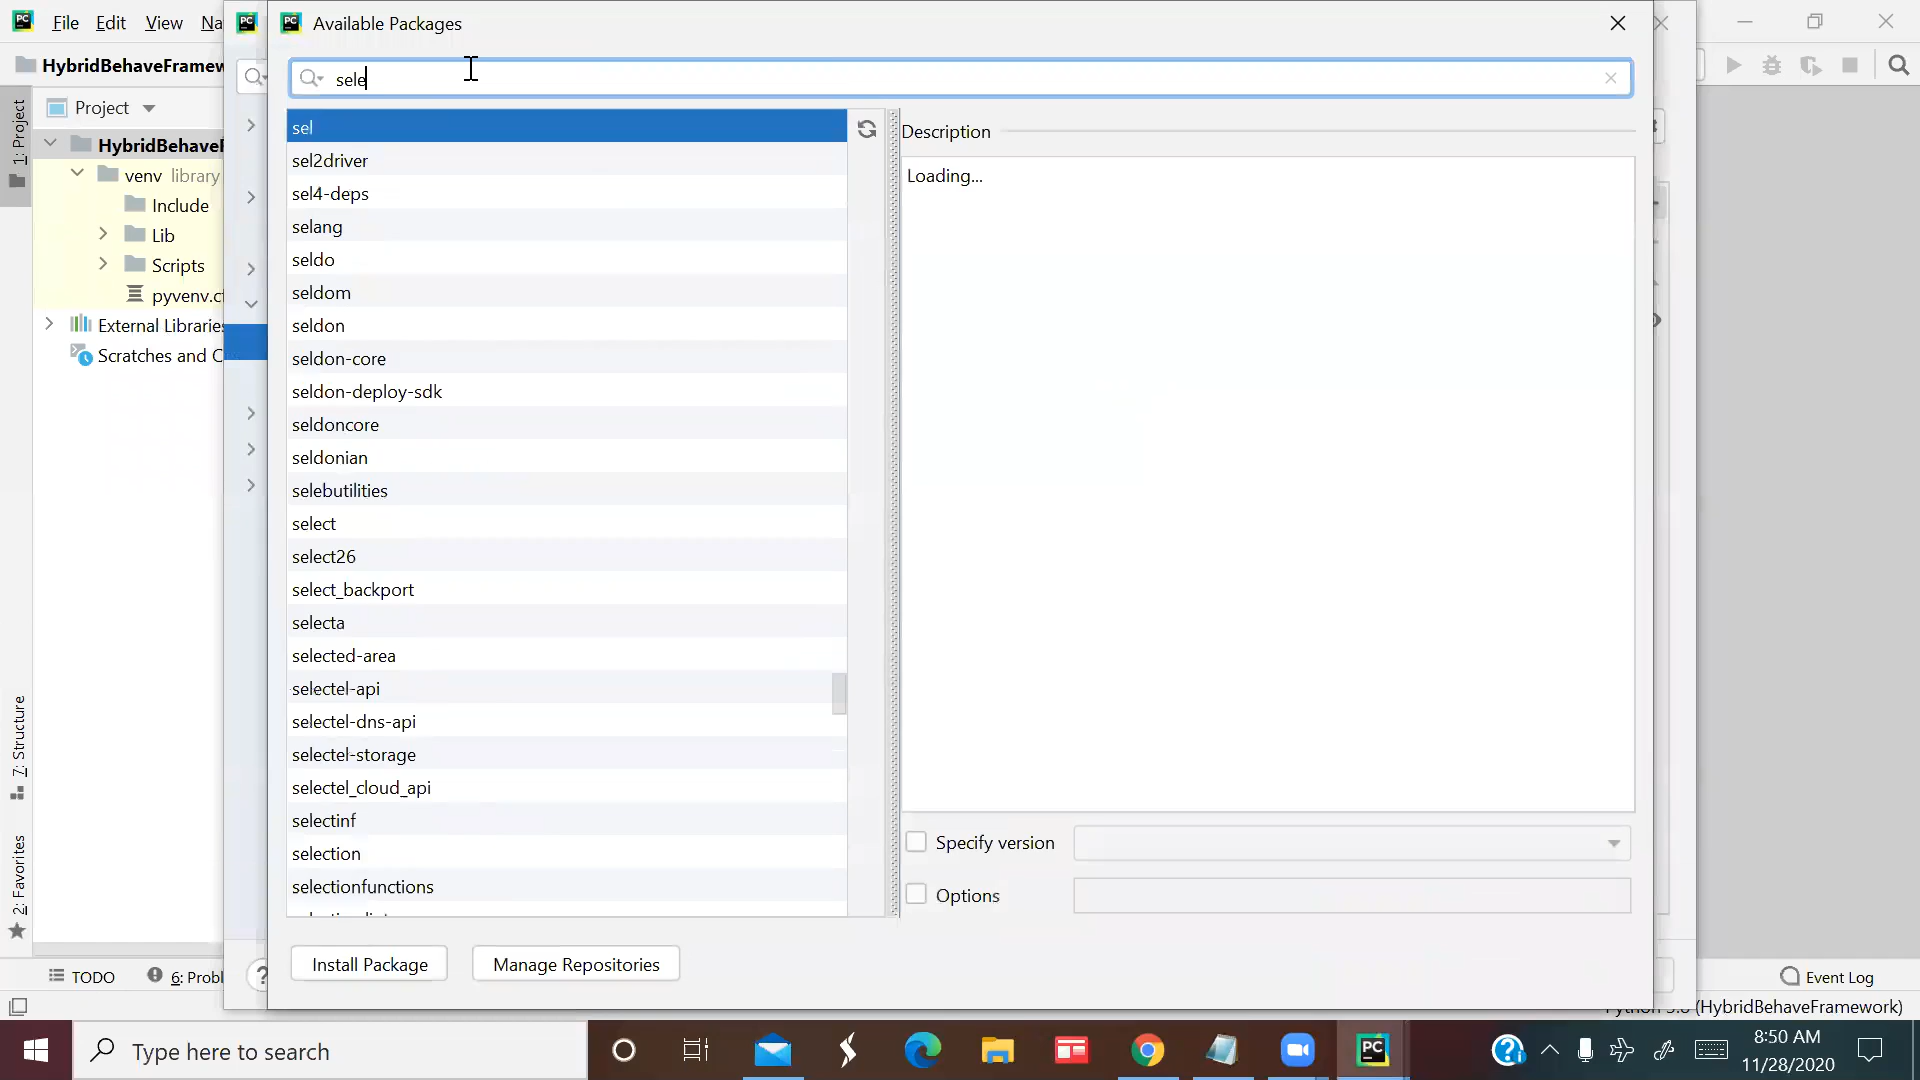 File Edit View Na
Available Packages
HybridBehaveFramew
sele
1: Project
Project
HybridBehaveF
venv library
Include
Lib
Scripts
pyvenv.cf
External Libraries
Scratches and C
sel
sel2driver
sel4-deps
selang
seldo
seldom
seldon
seldon-core
seldon-deploy-sdk
seldoncore
seldonian
selebutilities
select
select26
select_backport
selecta
selected-area
selectel-api
selectel-dns-api
selectel-storage
selectel_cloud_api
selectinf
selection
selectionfunctions
Description
Loading...
Specify version
Options
Install Package
Manage Repositories
7: Structure
2: Favorites
TODO
6: Probl
?
Event Log
(HybridBehaveFramework)
Type here to search
8:50 AM
11/28/2020